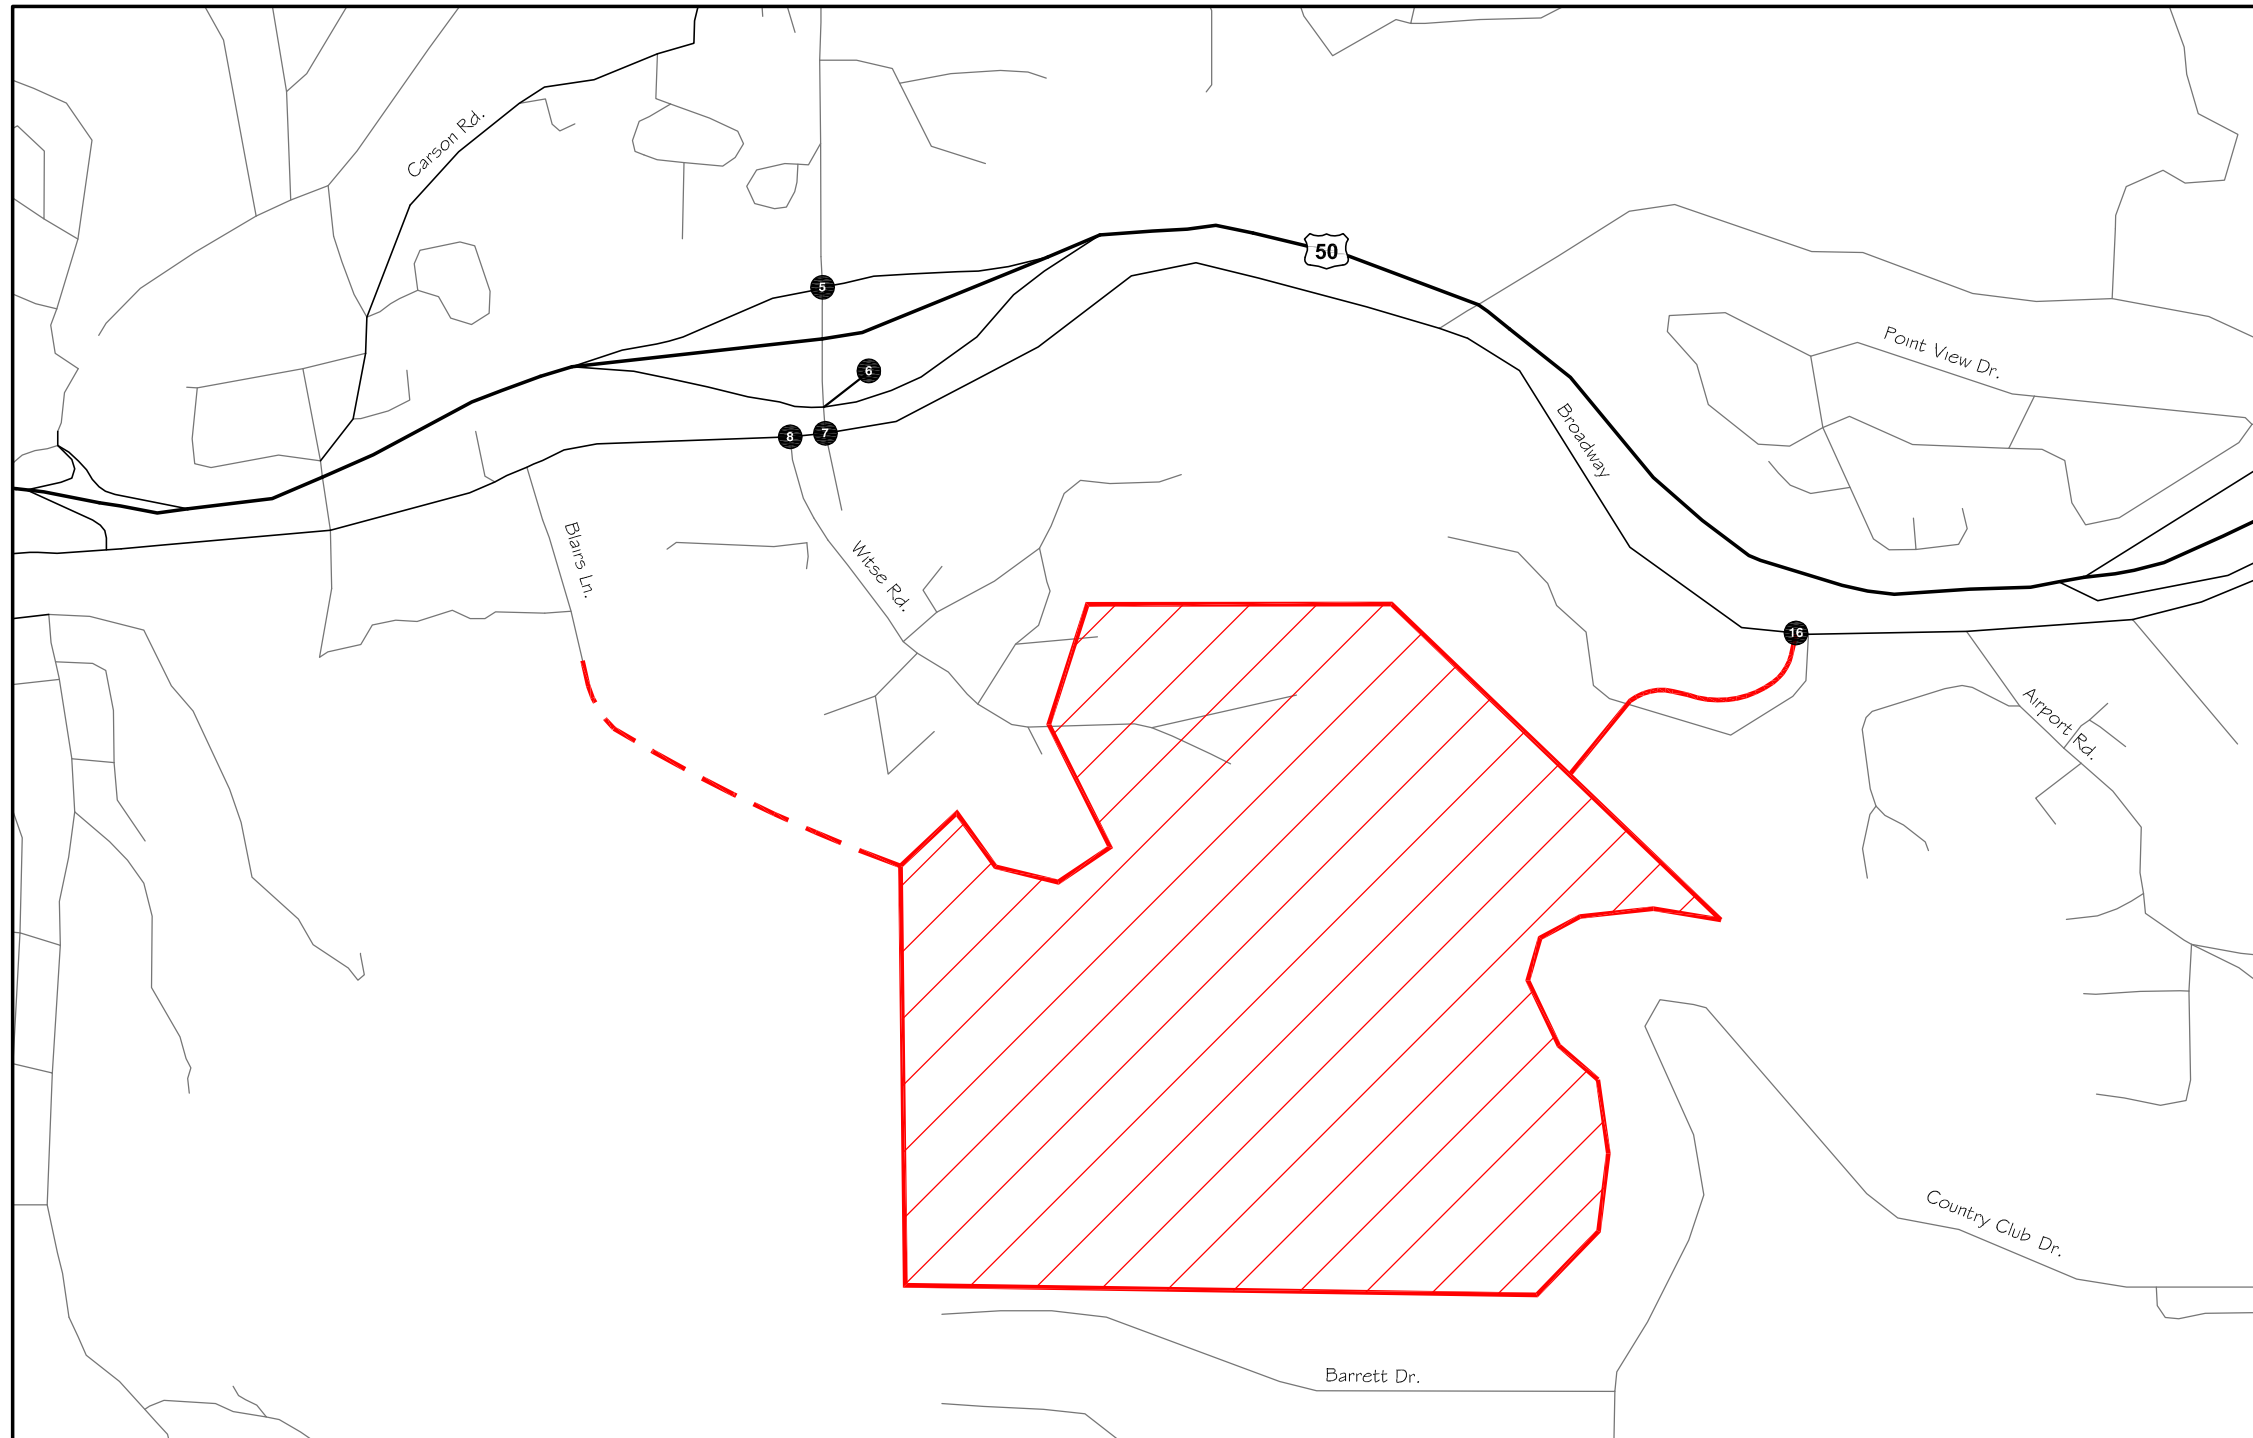 Carson Rd.
50
5
Point View Dr.
6
Broadway
8
7
Blairs Ln.
Witse Rd.
16
Airport Rd.
Country Club Dr.
Barrett Dr.